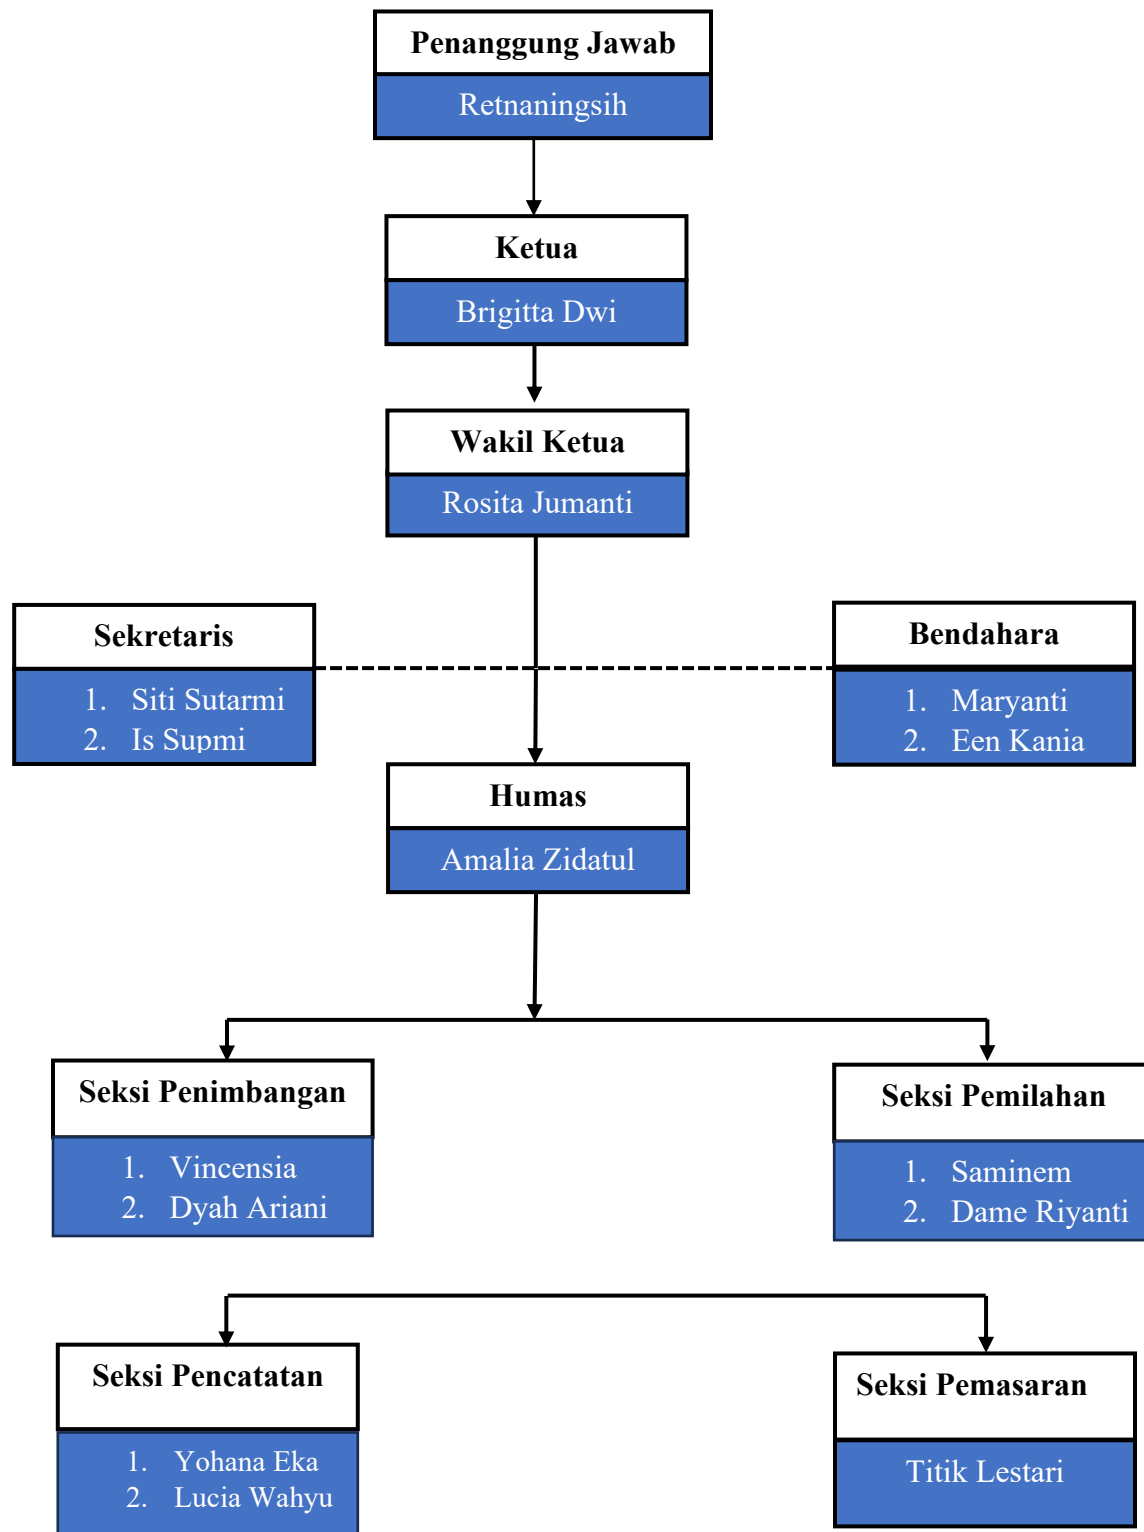 Penanggung Jawab
Retnaningsih
Ketua
Brigitta Dwi
Wakil Ketua
Rosita Jumanti
Sekretaris
1. Siti Sutarmi
2. Is Supmi
Bendahara
1. Maryanti
2. Een Kania
Humas
Amalia Zidatul
Seksi Penimbangan
1. Vincensia
2. Dyah Ariani
Seksi Pemilahan
1. Saminem
2. Dame Riyanti
Seksi Pencatatan
1. Yohana Eka
2. Lucia Wahyu
Seksi Pemasaran
Titik Lestari